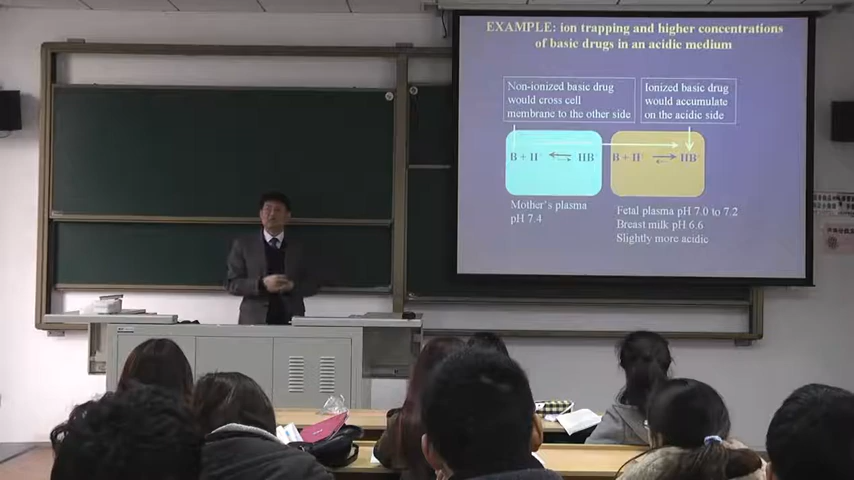 EXAMPLE: ion trapping and higher concentrations
of basic drugs in an acidic medium
Non-ionized basic drug
would cross cell
membrane to the other side
Ionized basic drug
would accumulate
on the acidic side
B + H
HB
B + H
HB
Mother's plasma
pH 7.4
Fetal plasma pH 7.0 to 7.2
Breast milk pH 6.6
Slightly more acidic